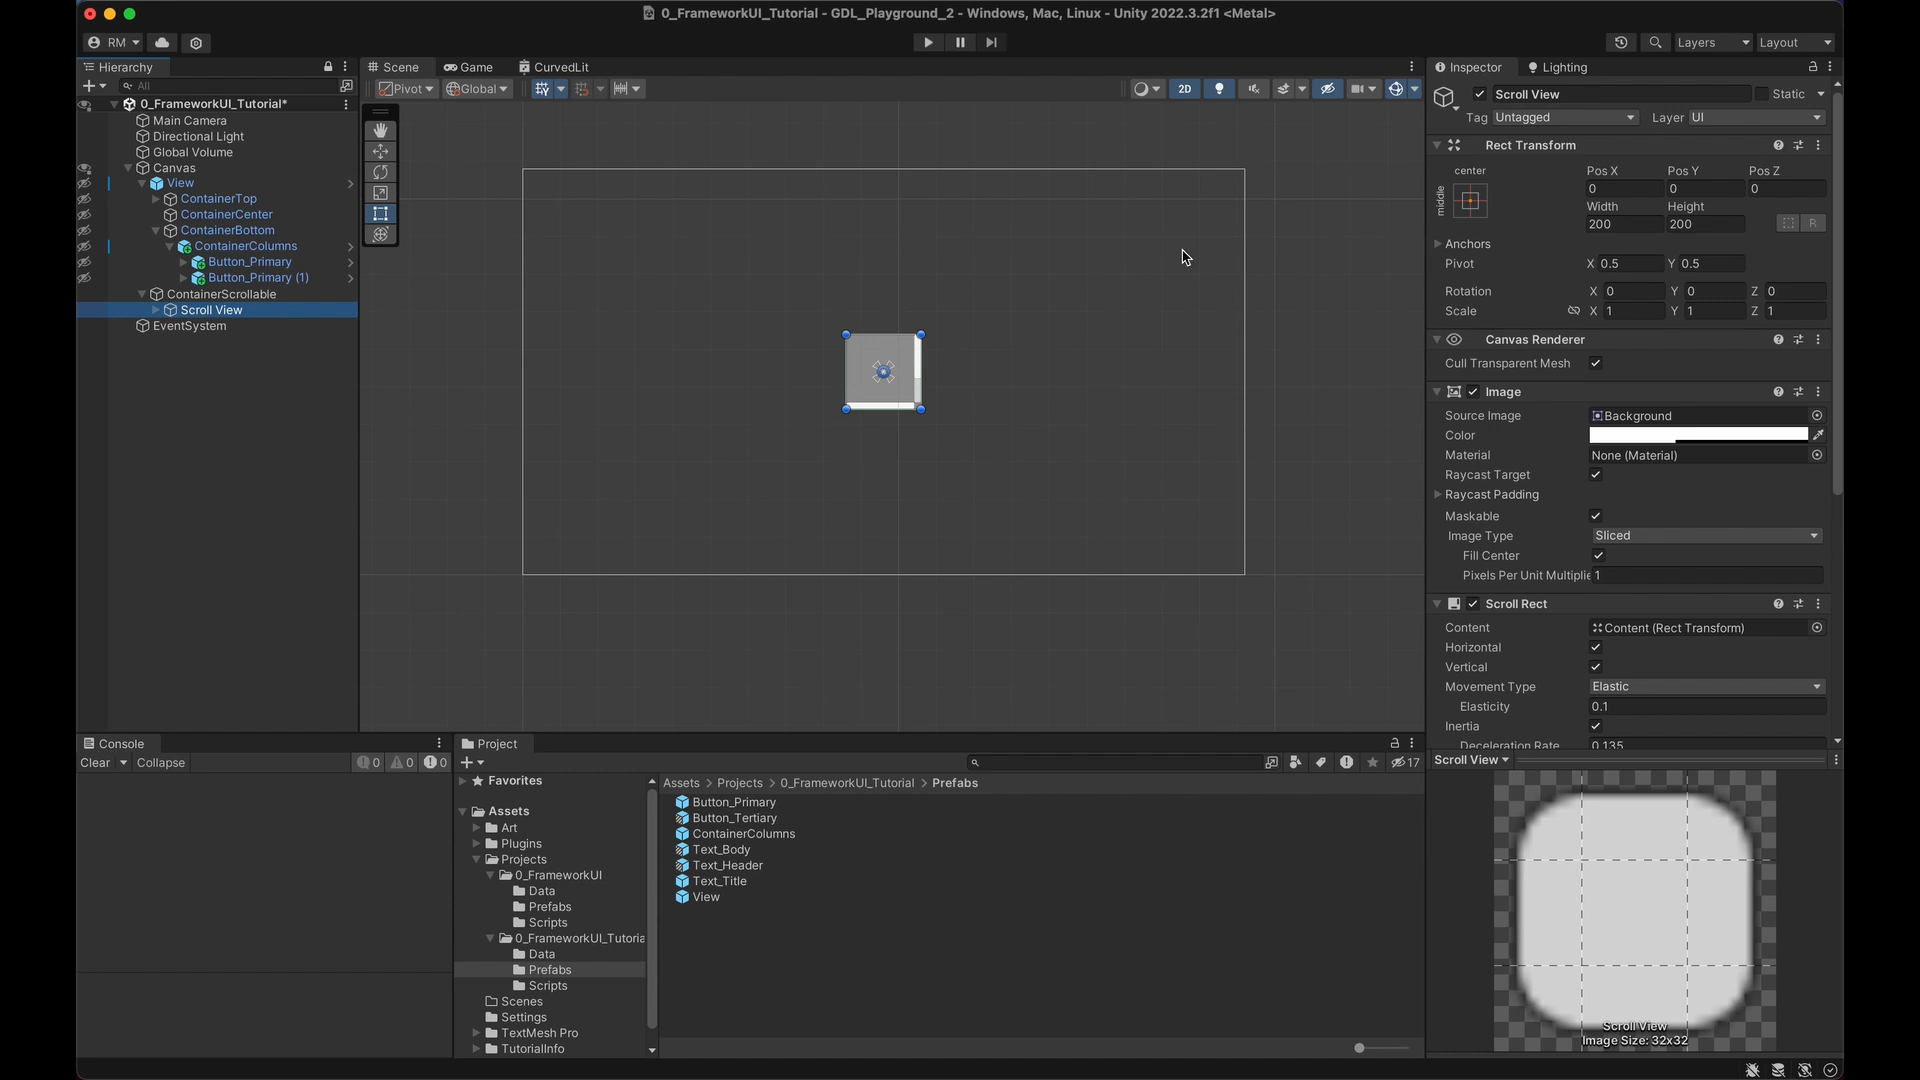 0_FrameworkUI_Tutorial - GDL_Playground_2 - Windows, Mac, Linux - Unity 2022.3.2f1 <Metal>
RM
Layers
Layout
Hierarchy
Scene
Game
CurvedLit
Inspector
Lighting
All
Pivot
Global
2D
0_FrameworkUI_Tutorial*
Main Camera
Directional Light
Global Volume
Canvas
View
ContainerTop
ContainerCenter
ContainerBottom
ContainerColumns
Button_Primary
Button_Primary (1)
ContainerScrollable
Scroll View
EventSystem
Scroll View
Static
Tag Untagged
Layer UI
Rect Transform
center
middle
Pos X Pos Y Pos Z
0 0 0
Width Height
200 200
R
Anchors
Pivot X 0.5 Y 0.5
Rotation X 0 Y 0 Z 0
Scale X 1 Y 1 Z 1
Canvas Renderer
Cull Transparent Mesh
Image
Source Image Background
Color
Material None (Material)
Raycast Target
Raycast Padding
Maskable
Image Type Sliced
Fill Center
Pixels Per Unit Multiplie 1
Scroll Rect
Content Content (Rect Transform)
Horizontal
Vertical
Movement Type Elastic
Elasticity 0.1
Inertia
Deceleration Rate 0.135
Scroll View
Scroll View
Image Size: 32x32
Console
Clear
Collapse
0 0 0
Project
17
Favorites
Assets
Art
Plugins
Projects
0_FrameworkUI
Data
Prefabs
Scripts
0_FrameworkUI_Tutoria
Data
Prefabs
Scripts
Scenes
Settings
TextMesh Pro
TutorialInfo
Assets > Projects > 0_FrameworkUI_Tutorial > Prefabs
Button_Primary
Button_Tertiary
ContainerColumns
Text_Body
Text_Header
Text_Title
View